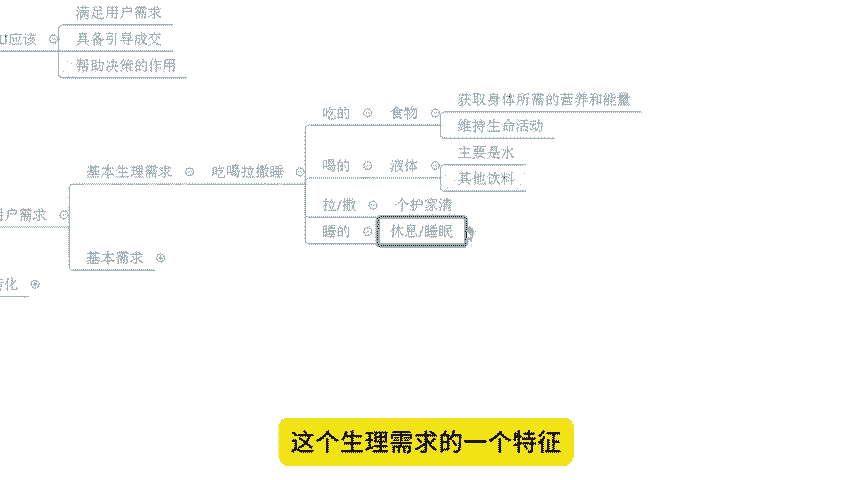 满足用户需求
U应该
具备引导成交
帮助决策的作用
吃的 食物
获取身体所需的营养和能量
维持生命活动
基本生理需求 吃喝拉撒睡
喝的 液体
主要是水
其他饮料
拉/撒 个护家清
用户需求
睡的 休息/睡眠
基本需求
转化
这个生理需求的一个特征